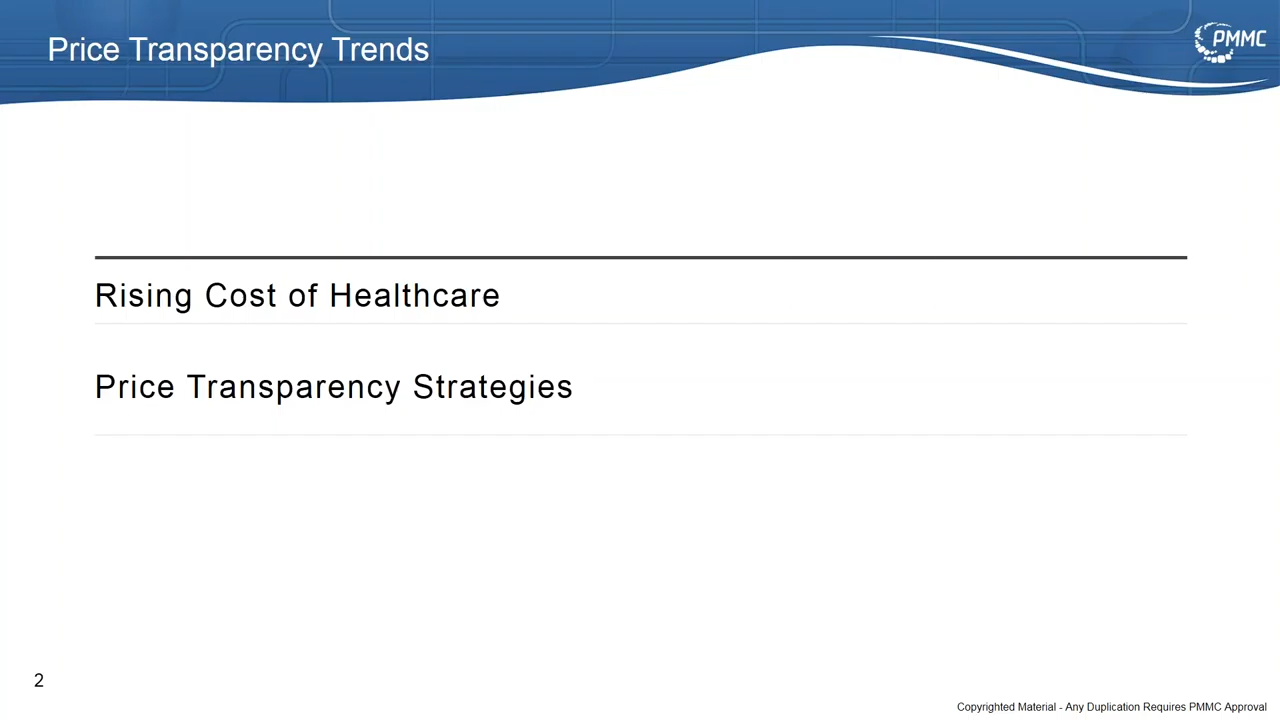 Price Transparency Trends
PMMC
Rising Cost of Healthcare
Price Transparency Strategies
2
Copyrighted Material - Any Duplication Requires PMMC Approval